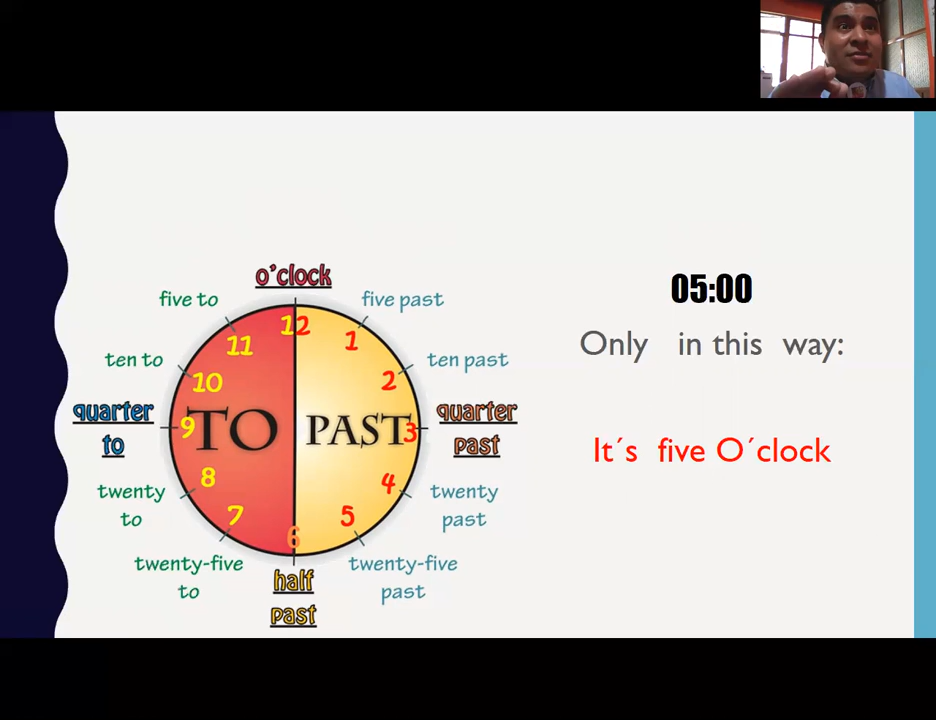 o'clock
five to
five past
12
11
1
ten to
ten past
10
2
quarter
to
9
TO
PAST
3
quarter
past
8
4
twenty
to
twenty
past
7
5
6
twenty-five
to
half
past
twenty-five
past
05:00
Only in this way:
It´s five O´clock